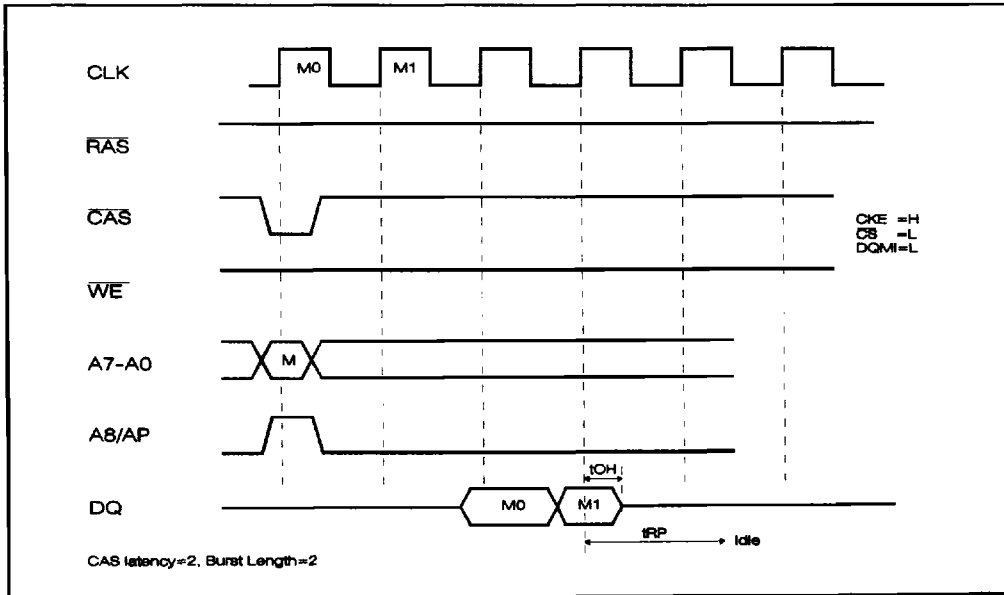 CLK
M0
M1
RAS
CAS
CKE =H
CS =L
DQMI=L
WE
A7-A0
M
A8/AP
tOH
DQ
M0
M1
tRP
Idle
CAS latency=2, Burst Length=2